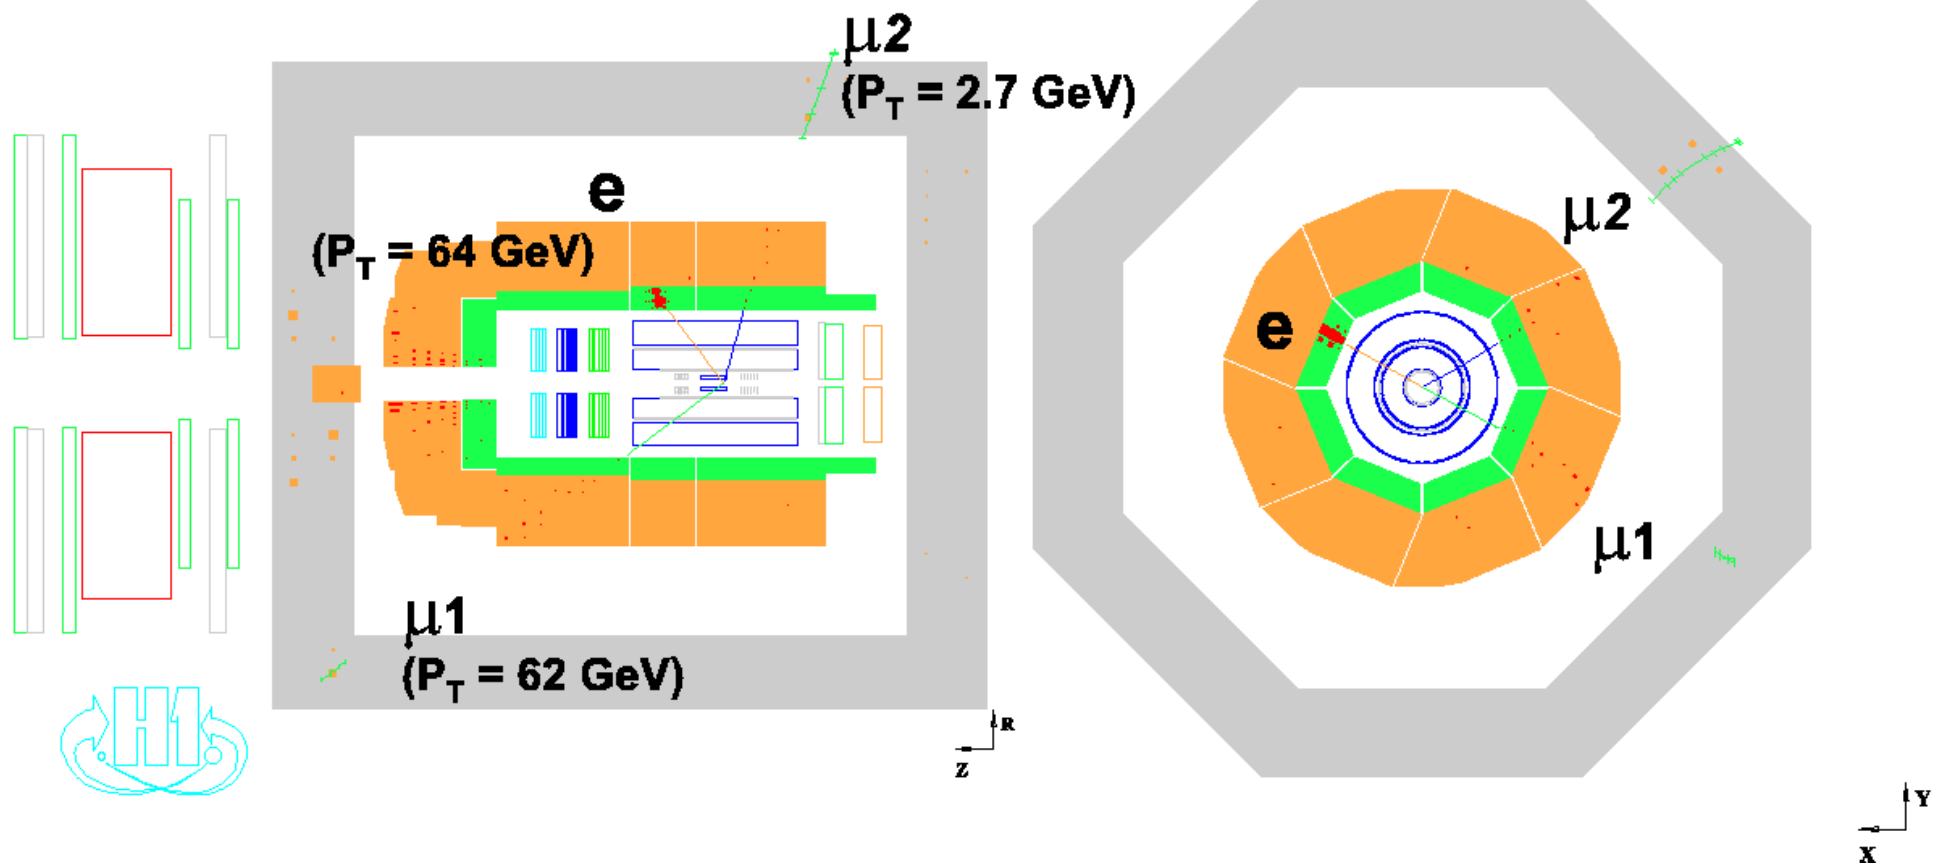 μ2
(P_T = 2.7 GeV)
e
(P_T = 64 GeV)
μ1
(P_T = 62 GeV)
H1
R
Z
μ2
e
μ1
Y
X